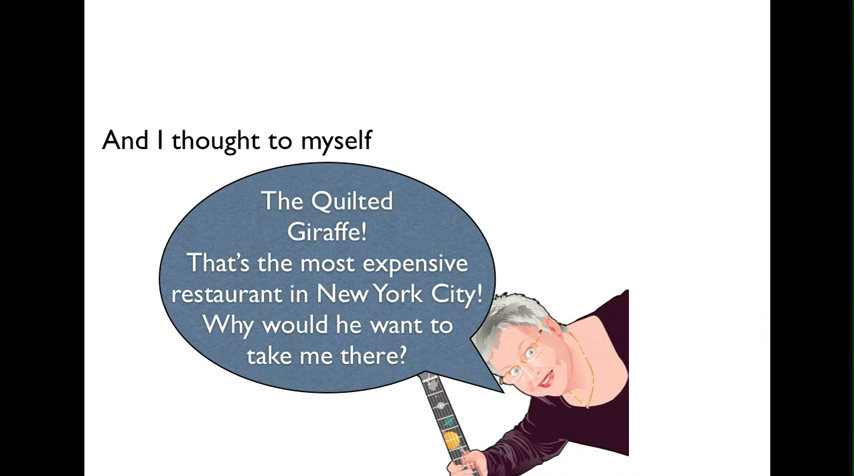 And I thought to myself
The Quilted
Giraffe!
That's the most expensive
restaurant in New York City!
Why would he want to
take me there?